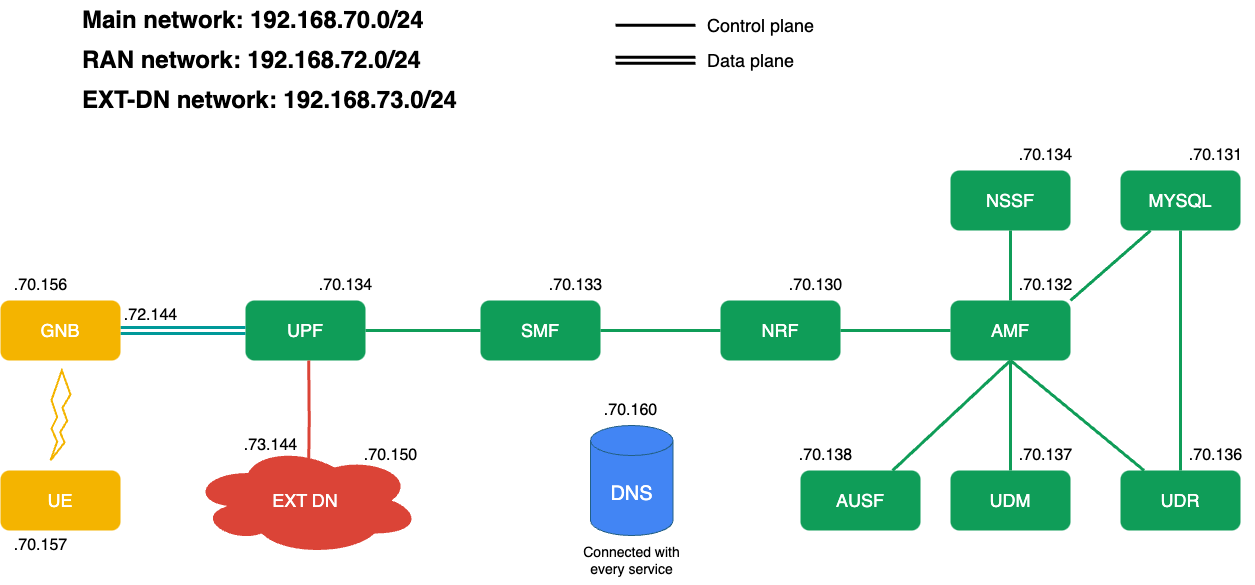 Main network: 192.168.70.0/24
RAN network: 192.168.72.0/24
EXT-DN network: 192.168.73.0/24
Control plane
Data plane
.70.134
.70.131
NSSF
MYSQL
.70.156
.70.134
.70.133
.70.130
.70.132
.72.144
GNB
UPF
SMF
NRF
AMF
.70.160
.73.144
.70.150
.70.138
.70.137
.70.136
UE
EXT DN
DNS
AUSF
UDM
UDR
.70.157
Connected with
every service